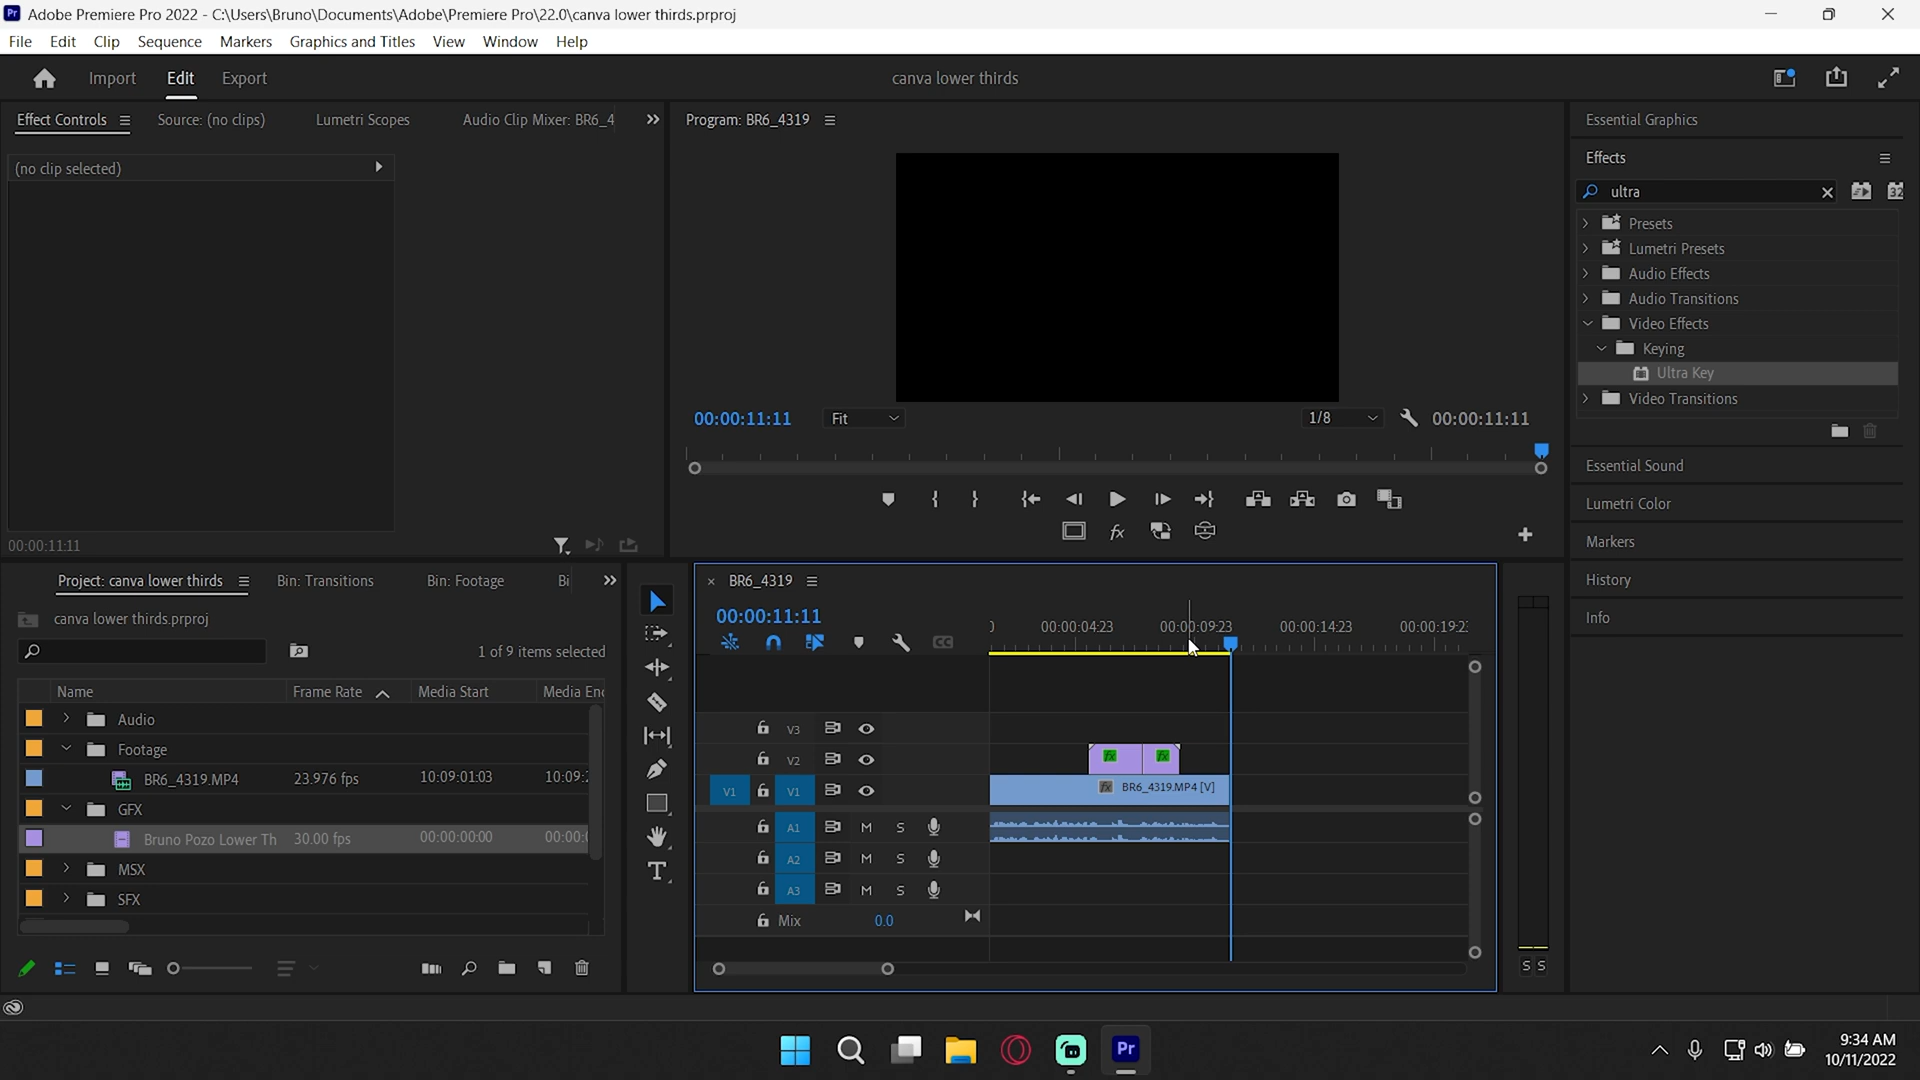 Pr Adobe Premiere Pro 2022 - C:\Users\Bruno\Documents\Adobe\Premiere Pro\22.0\canva lower thirds.prproj
File Edit Clip Sequence Markers Graphics and Titles View Window Help
Import Edit Export canva lower thirds
Effect Controls Source: (no clips) Lumetri Scopes Audio Clip Mixer: BR6_4
(no clip selected)
00:00:11:11
Program: BR6_4319
00:00:11:11 Fit 1/8 00:00:11:11
fx
Essential Graphics
Effects
ultra
32
Presets
Lumetri Presets
Audio Effects
Audio Transitions
Video Effects
Keying
Ultra Key
Video Transitions
Essential Sound
Lumetri Color
Markers
History
Info
Project: canva lower thirds Bin: Transitions Bin: Footage Bi
canva lower thirds.prproj
1 of 9 items selected
Name Frame Rate Media Start Media En
Audio
Footage
BR6_4319.MP4 23.976 fps 10:09:01:03 10:09:
GFX
Bruno Pozo Lower Th 30.00 fps 00:00:00:00 00:00:
MSX
SFX
T
BR6_4319
00:00:11:11
00:00:04:23 00:00:09:23 00:00:14:23 00:00:19:2
CC
V3
V2 fx fx
V1 V1 fx BR6_4319.MP4 [V]
A1 M S
A2 M S
A3 M S
Mix 0.0
S S
Pr
9:34 AM
10/11/2022